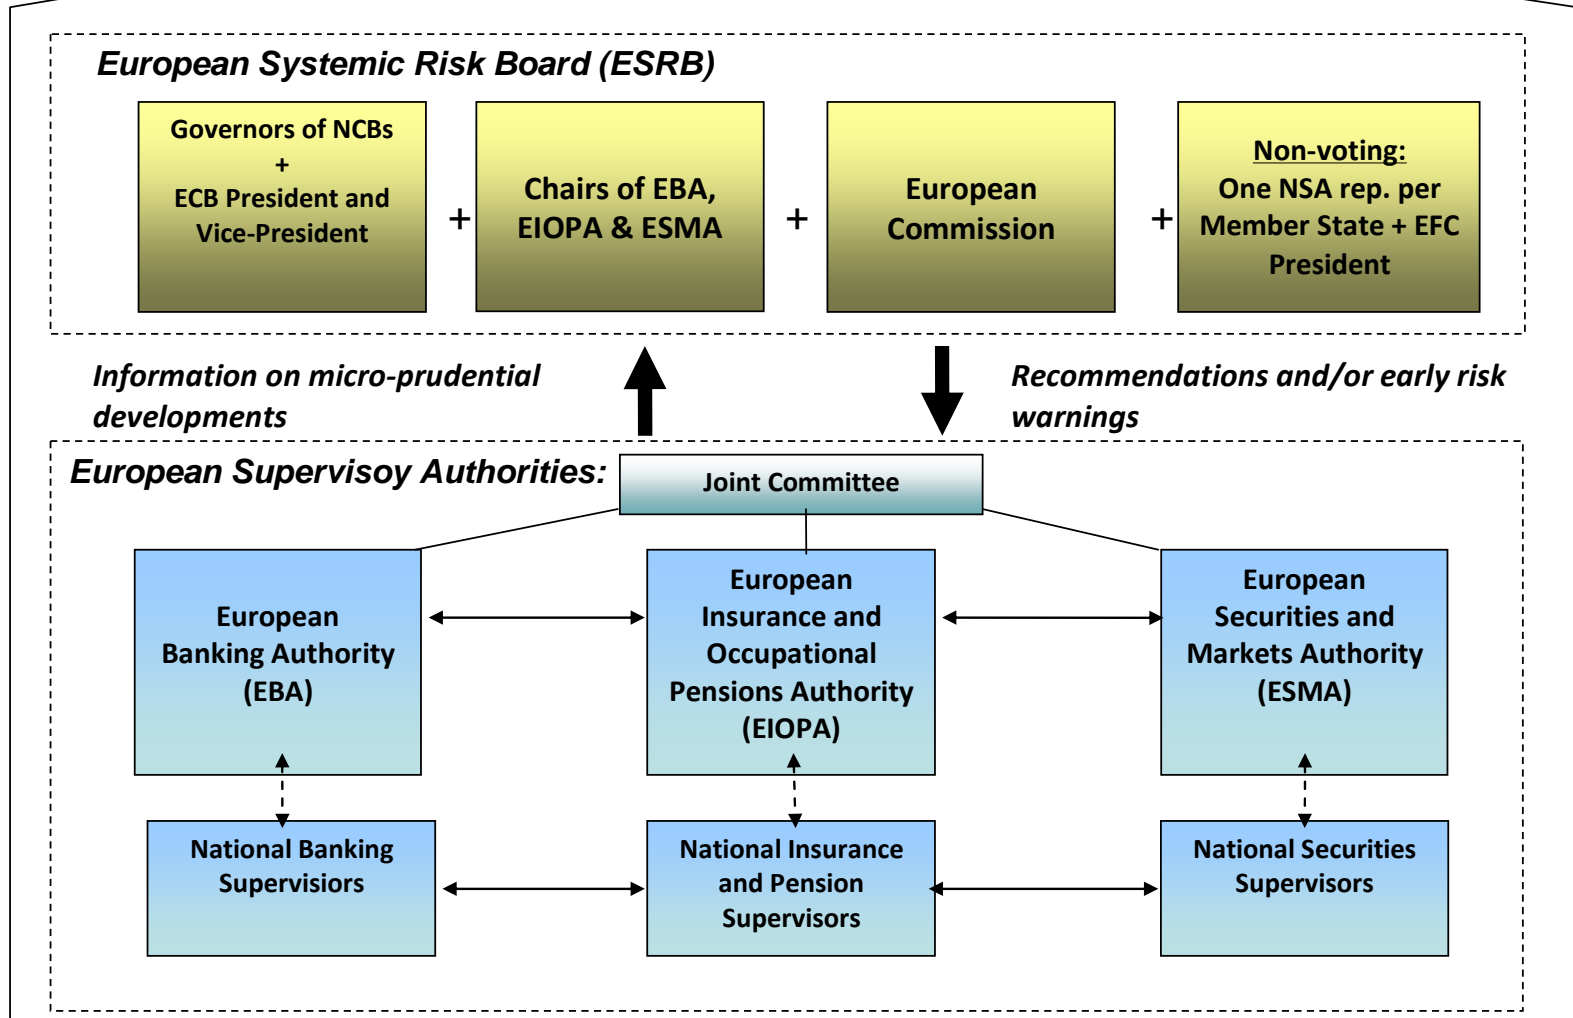 European Systemic Risk Board (ESRB)
Governors of NCBs
+
ECB President and
Vice-President
+
Chairs of EBA,
EIOPA & ESMA
+
European
Commission
+
Non-voting:
One NSA rep. per
Member State + EFC
President
Information on micro-prudential
developments
Recommendations and/or early risk
warnings
European Supervisoy Authorities:
Joint Committee
European
Banking Authority
(EBA)
European
Insurance and
Occupational
Pensions Authority
(EIOPA)
European
Securities and
Markets Authority
(ESMA)
National Banking
Supervisiors
National Insurance
and Pension
Supervisors
National Securities
Supervisors